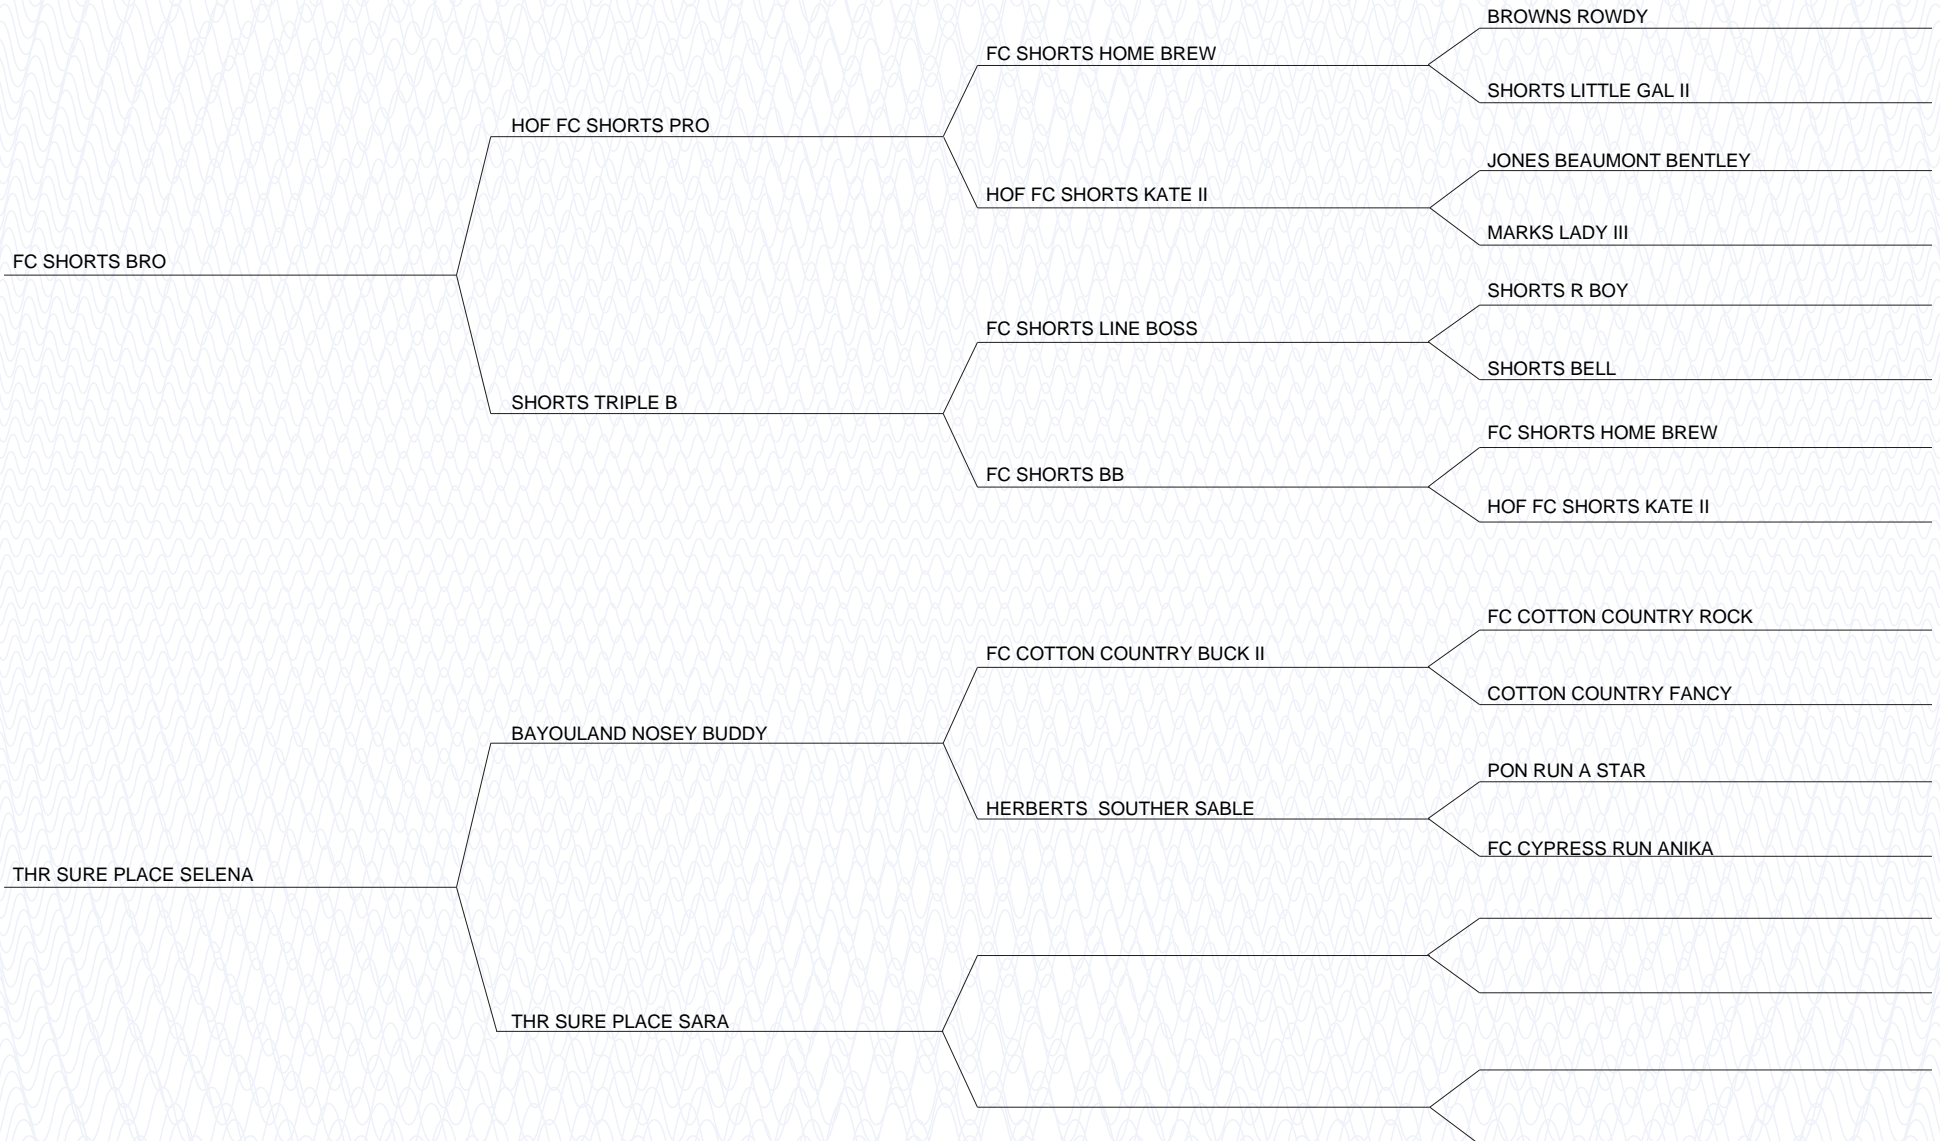 BROWNS ROWDY
FC SHORTS HOME BREW
SHORTS LITTLE GAL II
HOF FC SHORTS PRO
JONES BEAUMONT BENTLEY
HOF FC SHORTS KATE II
MARKS LADY III
FC SHORTS BRO
SHORTS R BOY
FC SHORTS LINE BOSS
SHORTS BELL
SHORTS TRIPLE B
FC SHORTS HOME BREW
FC SHORTS BB
HOF FC SHORTS KATE II
FC COTTON COUNTRY ROCK
FC COTTON COUNTRY BUCK II
COTTON COUNTRY FANCY
BAYOULAND NOSEY BUDDY
PON RUN A STAR
HERBERTS  SOUTHER SABLE
FC CYPRESS RUN ANIKA
THR SURE PLACE SELENA
THR SURE PLACE SARA